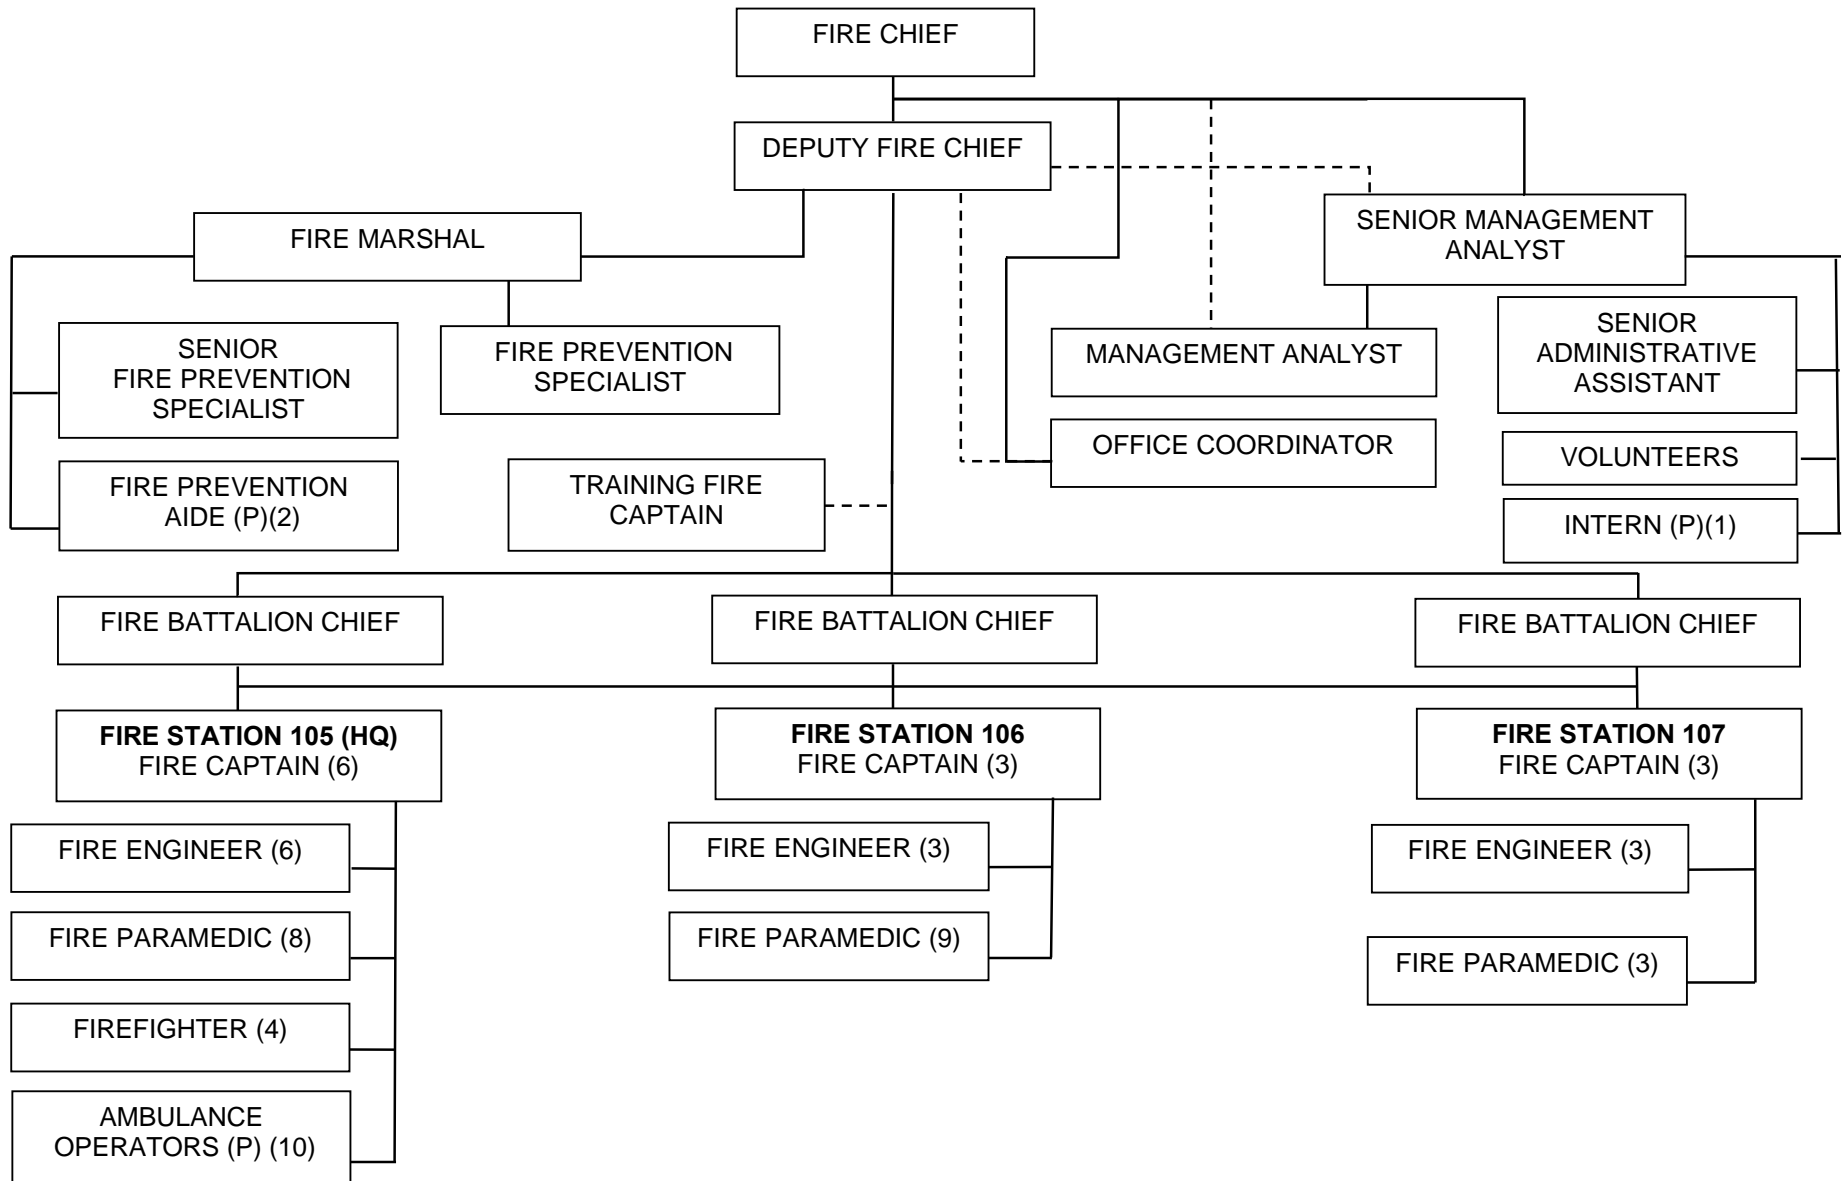 FIRE CHIEF
DEPUTY FIRE CHIEF
FIRE MARSHAL
SENIOR MANAGEMENT
ANALYST
SENIOR
FIRE PREVENTION
SPECIALIST
FIRE PREVENTION
SPECIALIST
MANAGEMENT ANALYST
SENIOR
ADMINISTRATIVE
ASSISTANT
OFFICE COORDINATOR
VOLUNTEERS
FIRE PREVENTION
AIDE (P)(2)
TRAINING FIRE
CAPTAIN
INTERN (P)(1)
FIRE BATTALION CHIEF
FIRE BATTALION CHIEF
FIRE BATTALION CHIEF
FIRE STATION 105 (HQ)
FIRE CAPTAIN (6)
FIRE STATION 106
FIRE CAPTAIN (3)
FIRE STATION 107
FIRE CAPTAIN (3)
FIRE ENGINEER (6)
FIRE PARAMEDIC (8)
FIREFIGHTER (4)
AMBULANCE
OPERATORS (P) (10)
FIRE ENGINEER (3)
FIRE PARAMEDIC (9)
FIRE ENGINEER (3)
FIRE PARAMEDIC (3)